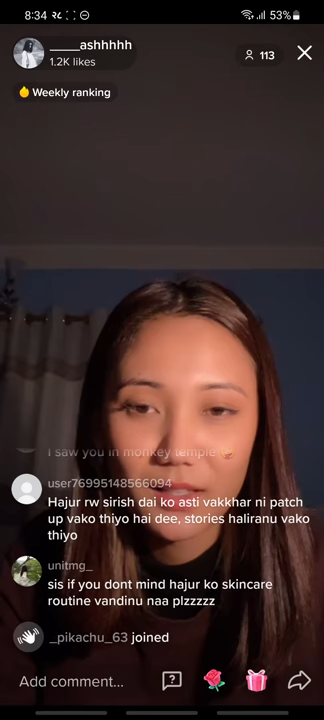 8:34 २८
53%
____ashhhhh
1.2K likes
113
Weekly ranking
I saw you in monkey temple
user76995148566094
Hajur rw sirish dai ko asti vakkhar ni patch
up vako thiyo hai dee, stories haliranu vako
thiyo
unitmg_
sis if you dont mind hajur ko skincare
routine vandinu naa plzzzzz
_pikachu_63 joined
Add comment...